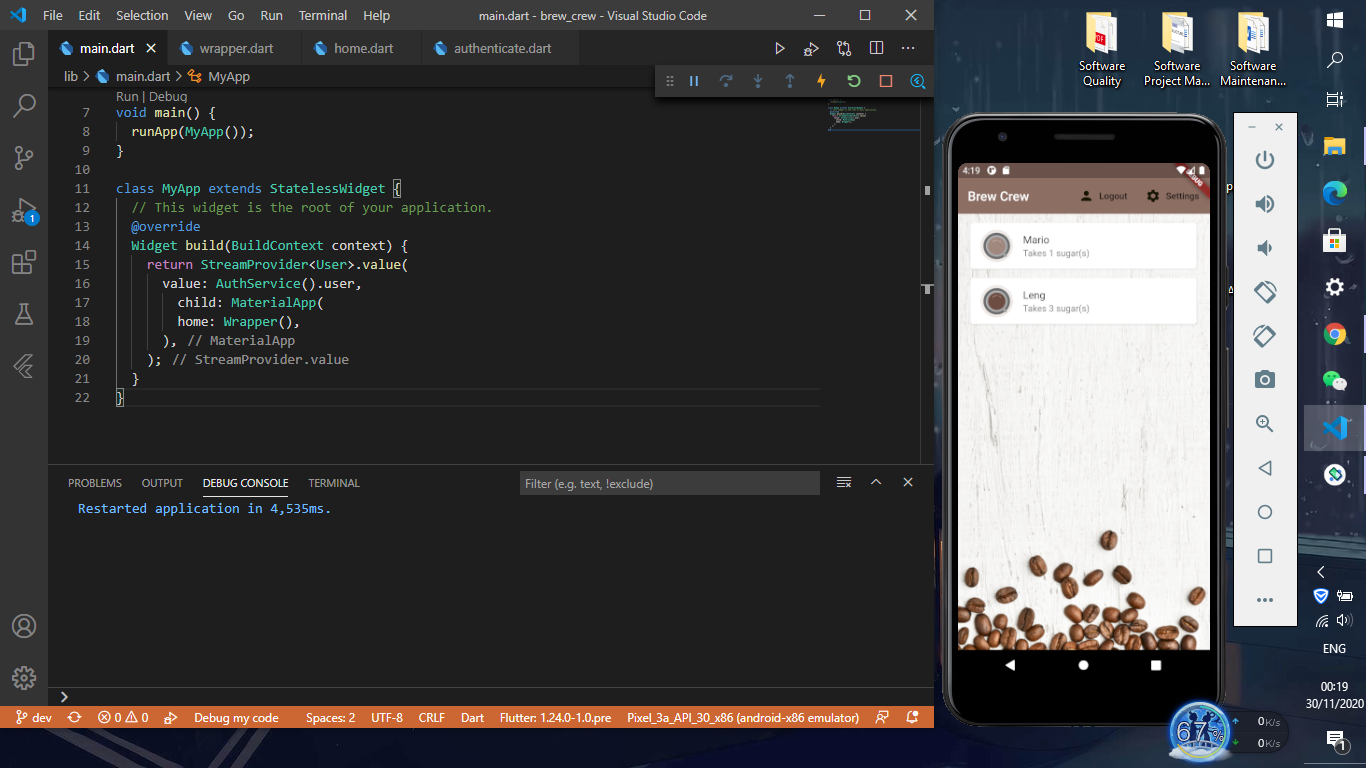 File Edit Selection View Go Run Terminal Help main.dart - brew_crew - Visual Studio Code
main.dart wrapper.dart home.dart authenticate.dart
lib > main.dart > MyApp
Run | Debug
7 void main() {
8 runApp(MyApp());
9 }
10
11 class MyApp extends StatelessWidget {
12 // This widget is the root of your application.
13 @override
14 Widget build(BuildContext context) {
15 return StreamProvider<User>.value(
16 value: AuthService().user,
17 child: MaterialApp(
18 home: Wrapper(),
19 ), // MaterialApp
20 ); // StreamProvider.value
21 }
22 }
1
PROBLEMS OUTPUT DEBUG CONSOLE TERMINAL Filter (e.g. text, !exclude)
Restarted application in 4,535ms.
dev 0 0 Debug my code Spaces: 2 UTF-8 CRLF Dart Flutter: 1.24.0-1.0.pre Pixel_3a_API_30_x86 (android-x86 emulator)
Software Quality
Software Project Ma...
Software Maintenan...
4:19
DEBUG
Brew Crew Logout Settings
Mario
Takes 1 sugar(s)
Leng
Takes 3 sugar(s)
ENG
00:19
30/11/2020
67%
0K/s
0K/s
1